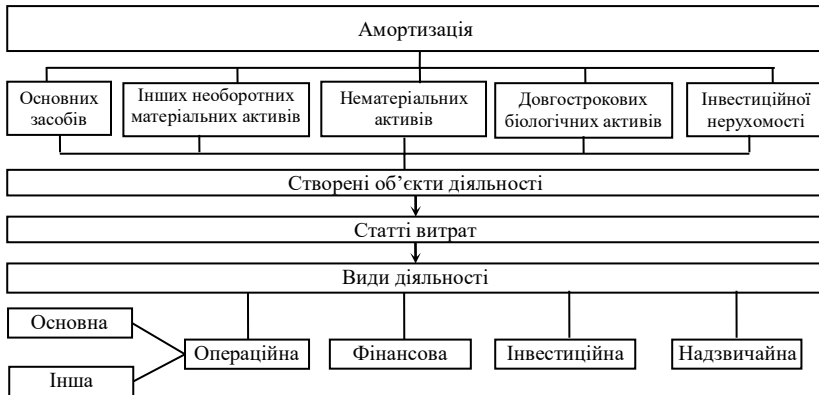 Амортизація
Основних
засобів
Інших необоротних
матеріальних активів
Нематеріальних
активів
Довгострокових
біологічних активів
Інвестиційної
нерухомості
Створені об’єкти діяльності
Статті витрат
Види діяльності
Основна
Інша
Операційна
Фінансова
Інвестиційна
Надзвичайна